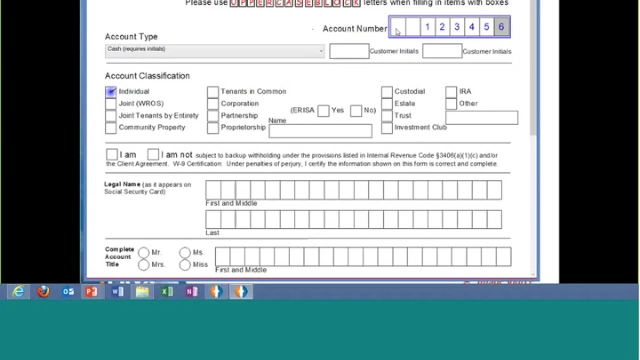 Please use UPPERCASE BLOCK letters when filling in items with boxes
Account Number 1 2 3 4 5 6
Account Type
Cash (requires initials)
Customer Initials
Customer Initials
Account Classification
Individual
Tenants in Common
Custodial
IRA
Joint (WROS)
Corporation
Estate
Other
Joint Tenants by Entirety
Partnership
(ERISA Yes No)
Trust
Community Property
Proprietorship
Name
Investment Club
I am I am not subject to backup withholding under the provisions listed in Internal Revenue Code §3406(a)(1)(c) and/or
the Client Agreement. W-9 Certification: Under penalties of perjury, I certify the information shown on this form is correct and complete.
Legal Name (as it appears on
Social Security Card)
First and Middle
Last
Complete
Account
Title
Mr.
Ms.
Mrs.
Miss
First and Middle